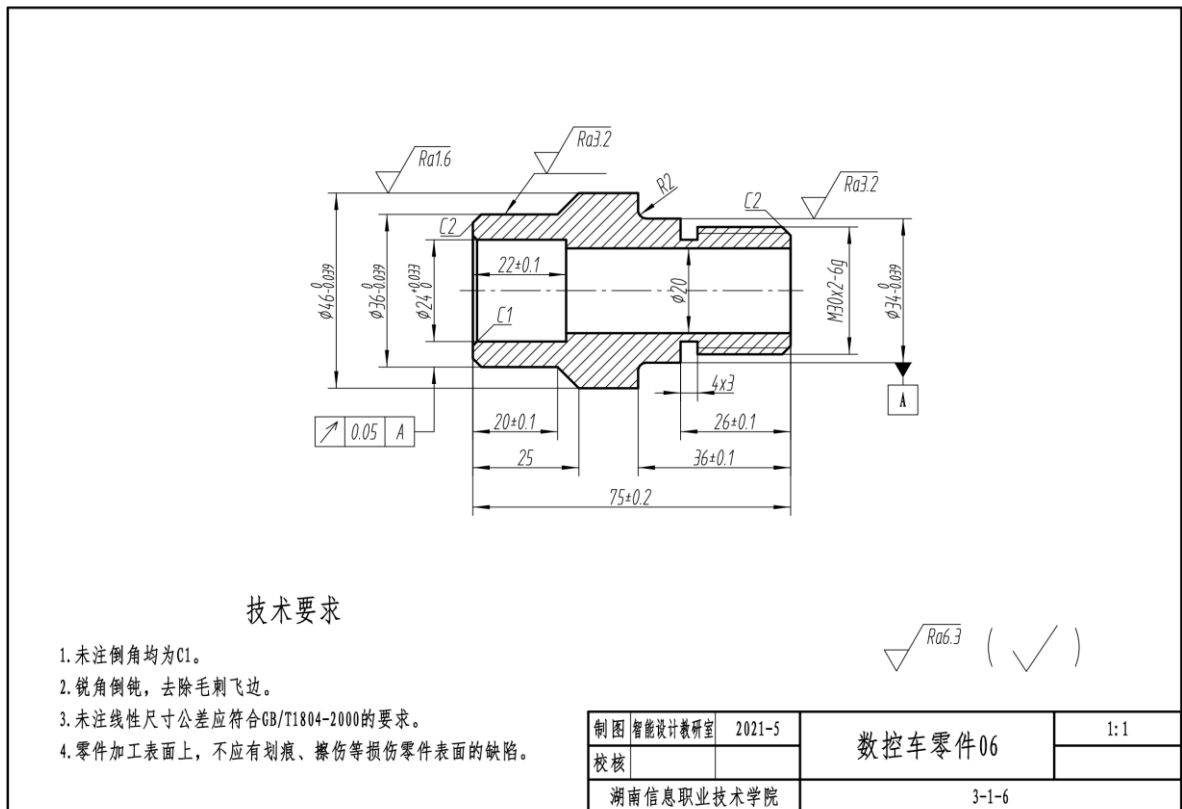 Ra1.6
Ra3.2
R2
C2
Ra3.2
C2
φ46 0 -0.039
φ36 0 -0.039
φ24 +0.033 0
22±0.1
C1
φ20
M30x2-6g
φ34 0 -0.039
4x3
A
↗ 0.05 A
20±0.1
26±0.1
25
36±0.1
75±0.2
技术要求
1.未注倒角均为C1。
2.锐角倒钝，去除毛刺飞边。
3.未注线性尺寸公差应符合GB/T1804-2000的要求。
4.零件加工表面上，不应有划痕、擦伤等损伤零件表面的缺陷。
Ra6.3 ( √ )
制图 智能设计教研室 2021-5
数控车零件06
1:1
校核
湖南信息职业技术学院
3-1-6